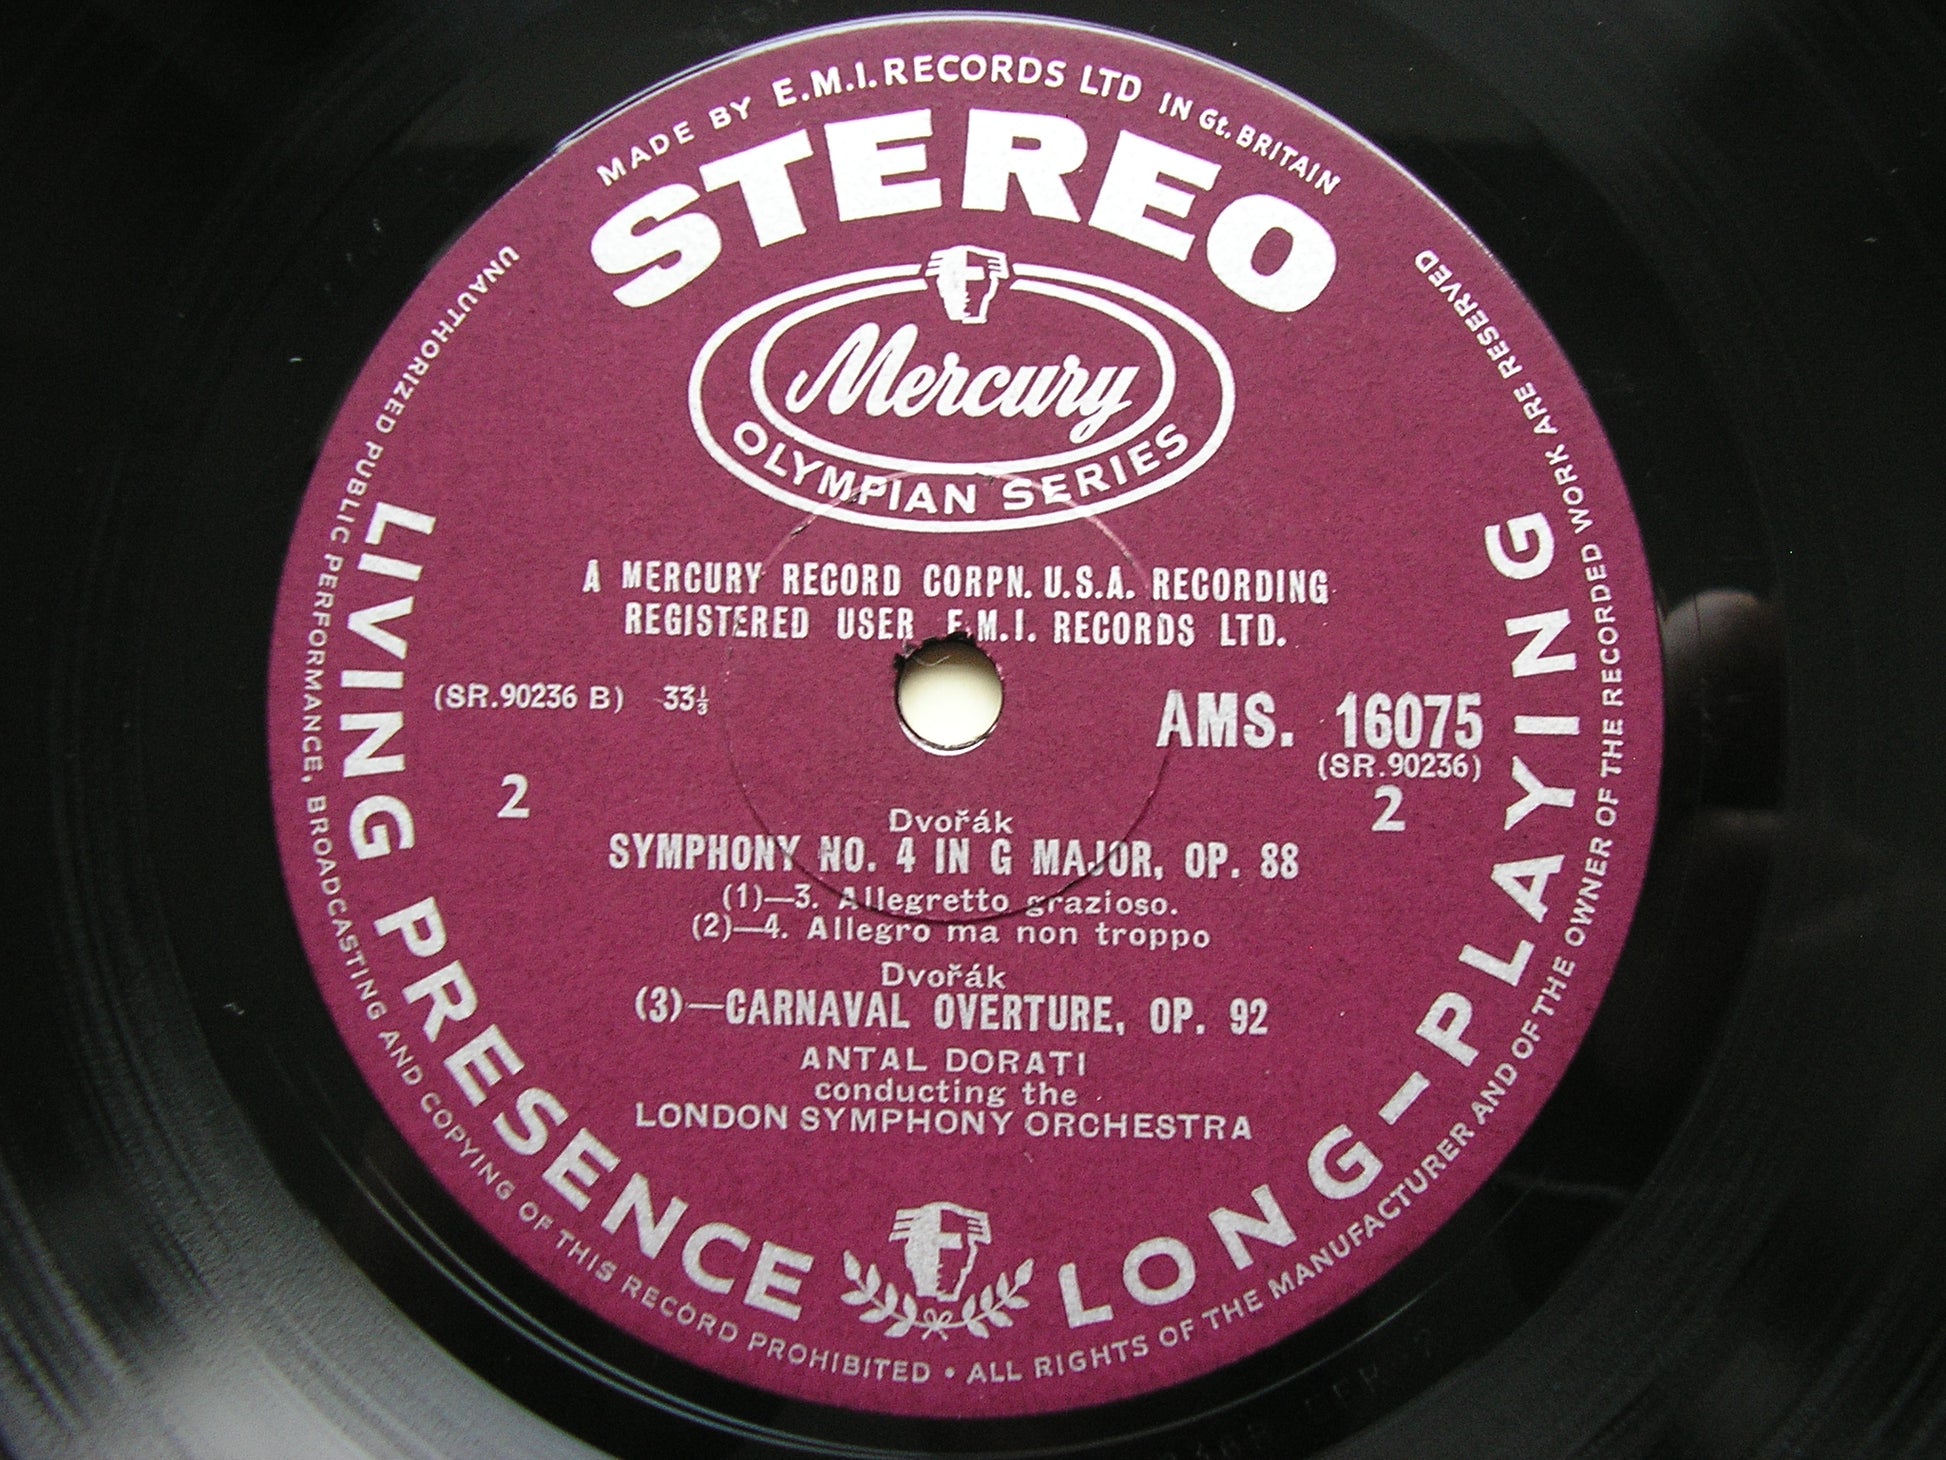 MADE BY E.M.I. RECORDS LTD IN Gt. BRITAIN
STEREO
Mercury
OLYMPIAN SERIES
A MERCURY RECORD CORPN. U.S.A. RECORDING
REGISTERED USER E.M.I. RECORDS LTD.
(SR.90236 B) 33⅓
AMS. 16075
(SR.90236)
2
2
Dvořák
SYMPHONY NO. 4 IN G MAJOR, OP. 88
(1)—3. Allegretto grazioso.
(2)—4. Allegro ma non troppo
Dvořák
(3)—CARNAVAL OVERTURE, OP. 92
ANTAL DORATI
conducting the
LONDON SYMPHONY ORCHESTRA
LIVING PRESENCE
LONG-PLAYING
UNAUTHORIZED PUBLIC PERFORMANCE, BROADCASTING AND COPYING OF THIS RECORD PROHIBITED • ALL RIGHTS OF THE MANUFACTURER AND OF THE OWNER OF THE RECORDED WORK ARE RESERVED